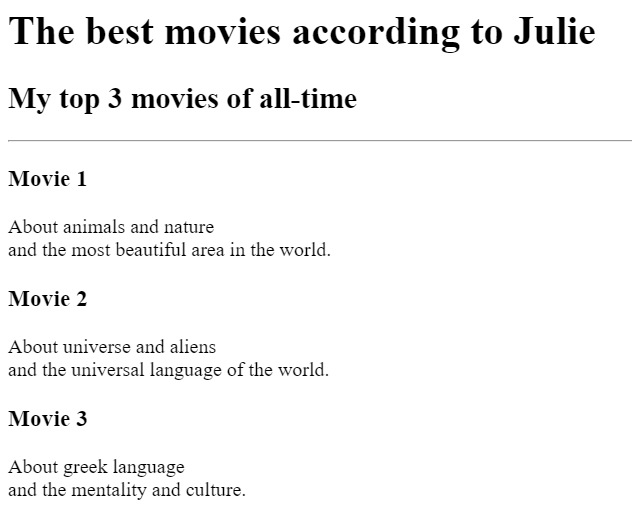 The best movies according to Julie
My top 3 movies of all-time
Movie 1
About animals and nature
and the most beautiful area in the world.
Movie 2
About universe and aliens
and the universal language of the world.
Movie 3
About greek language
and the mentality and culture.